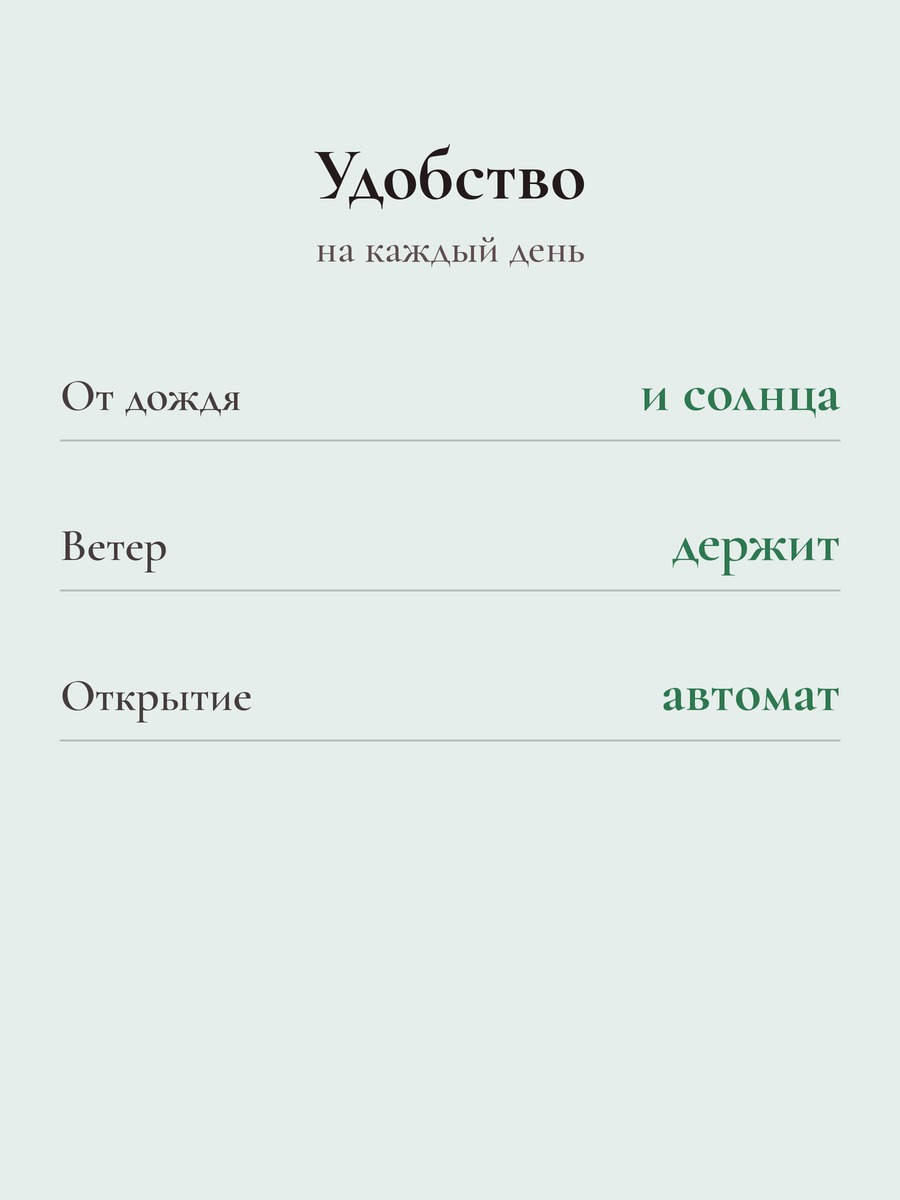 Удобство
на каждый день
От дождя и солнца
Ветер держит
Открытие автомат